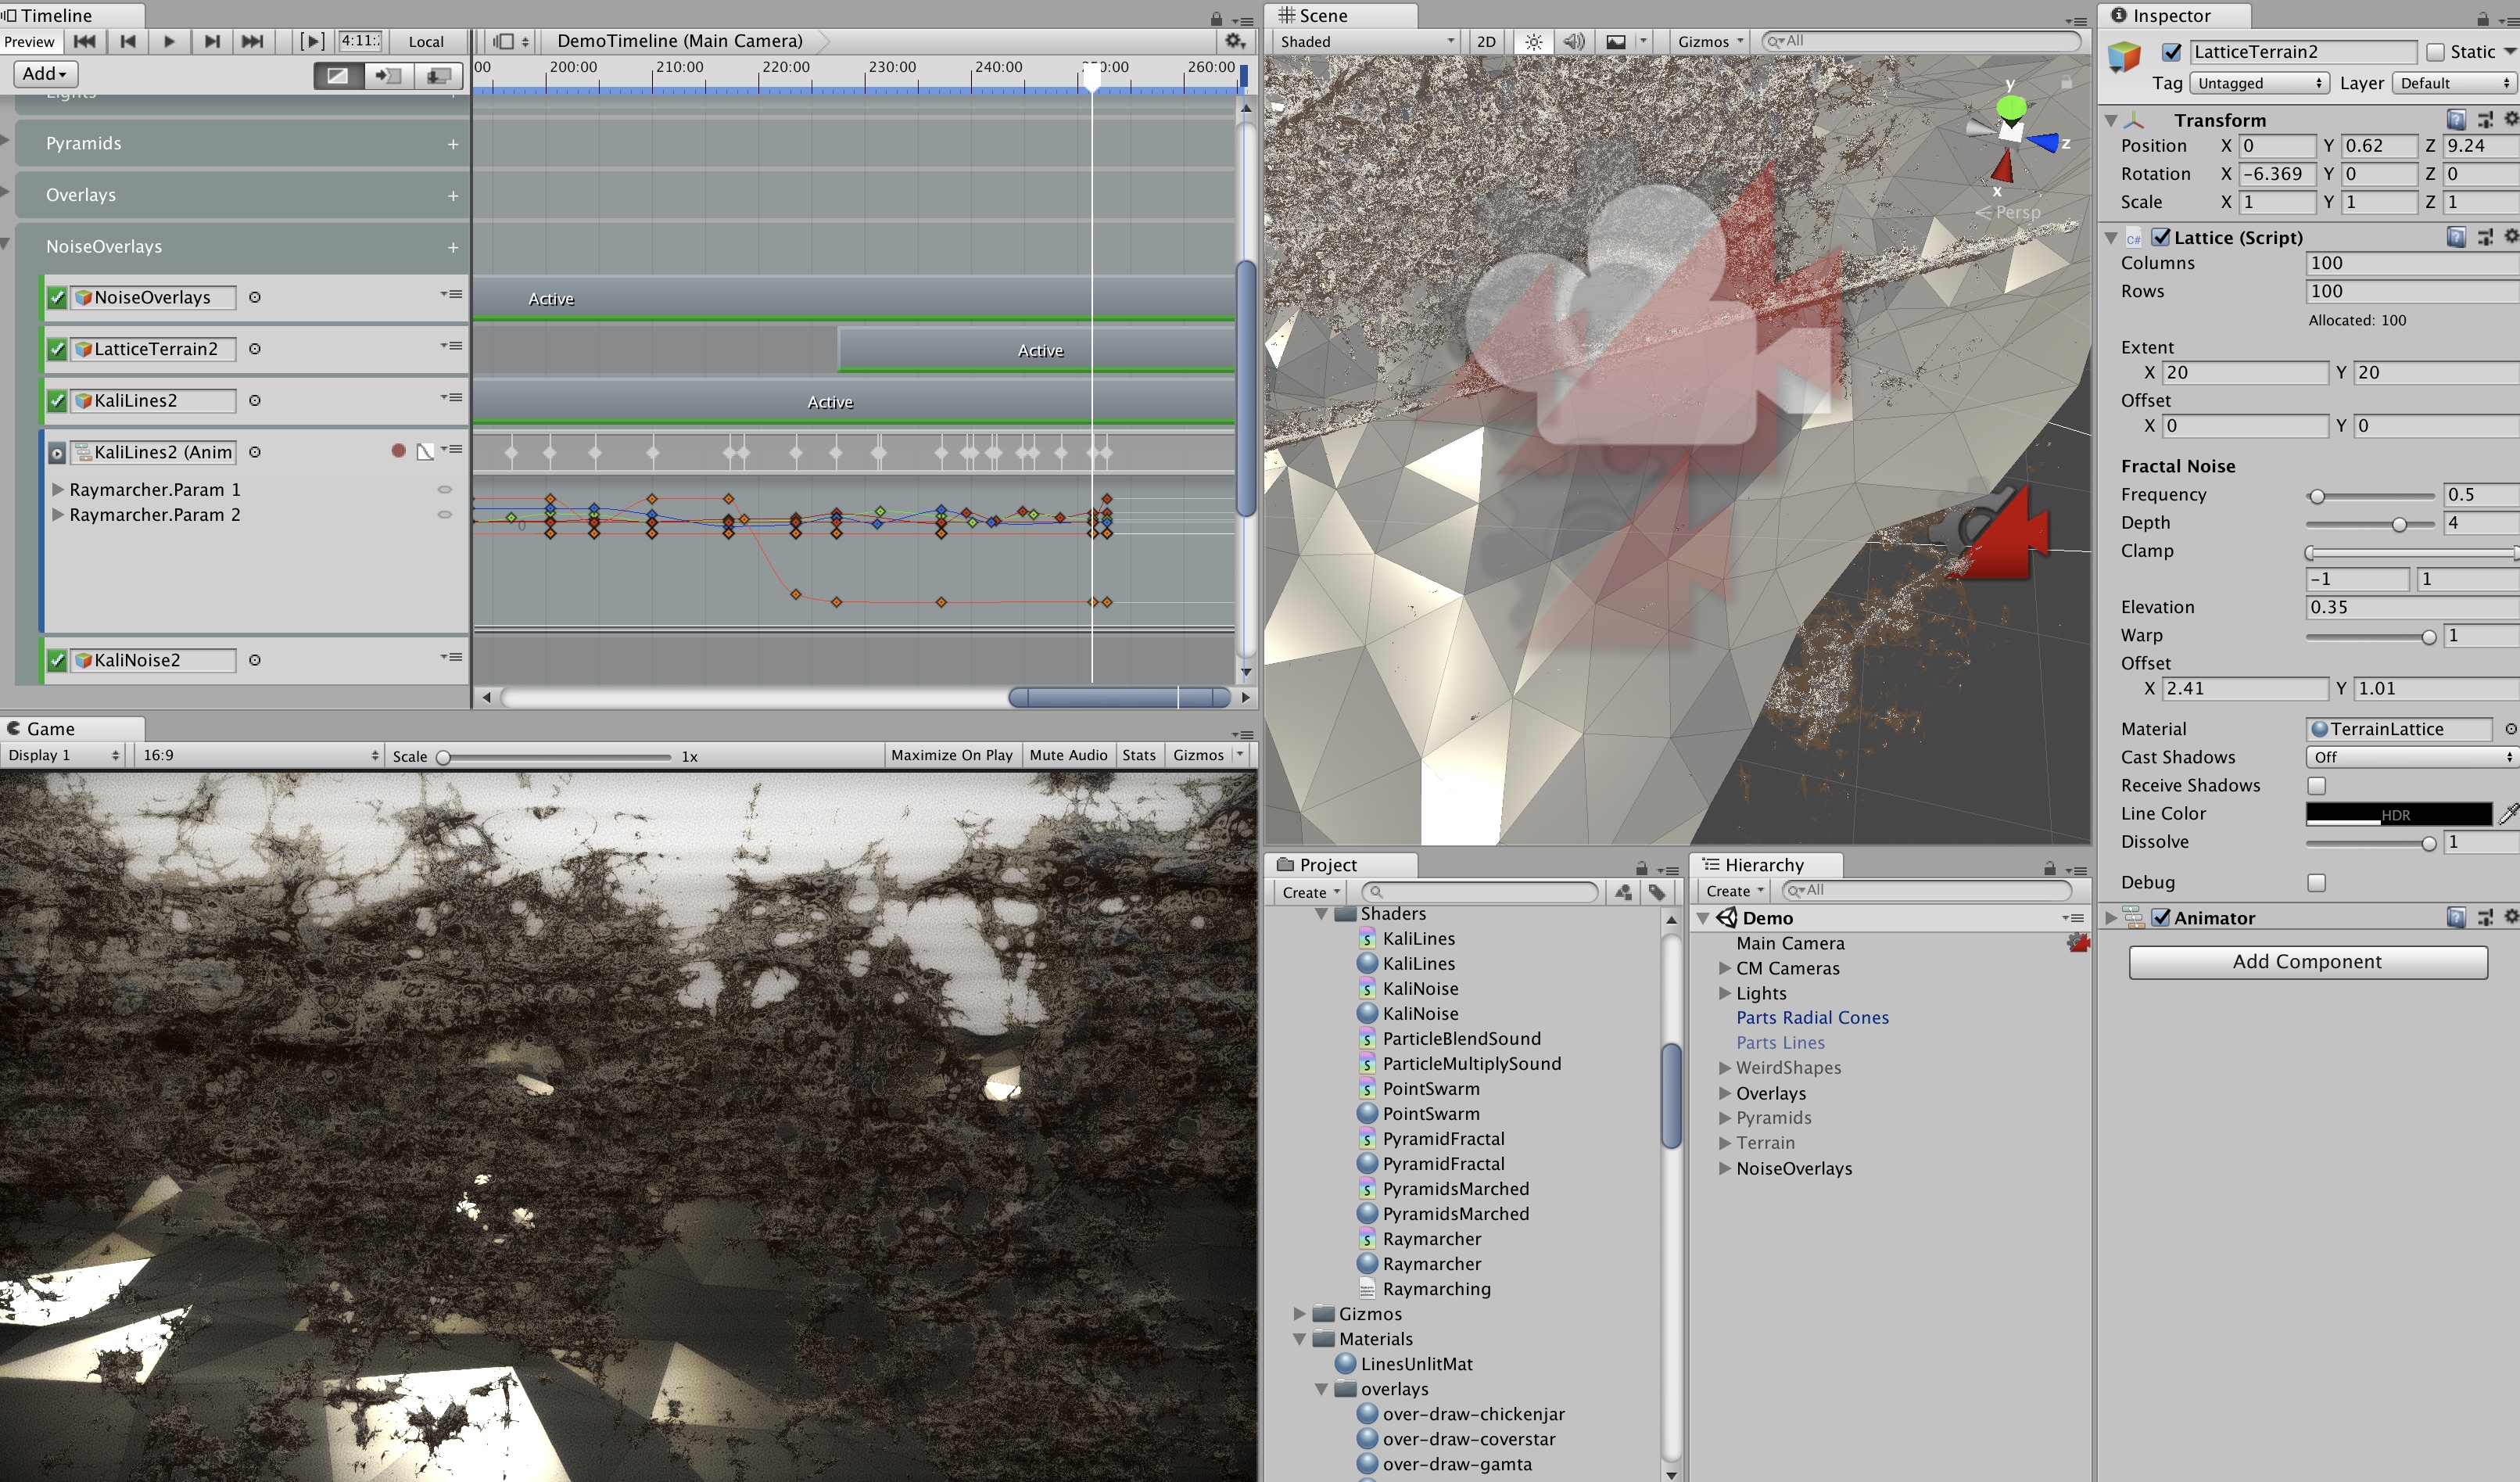 Timeline
Preview 4:11: Local DemoTimeline (Main Camera)
Add
00 200:00 210:00 220:00 230:00 240:00 250:00 260:00
Lights +
Pyramids +
Overlays +
NoiseOverlays +
NoiseOverlays Active
LatticeTerrain2 Active
KaliLines2 Active
KaliLines2 (Anim
Raymarcher.Param 1
Raymarcher.Param 2
0
KaliNoise2
Game
Display 1 16:9 Scale 1x Maximize On Play Mute Audio Stats Gizmos
Scene
Shaded 2D Gizmos All
y
z
x
Persp
Project
Create
Shaders
KaliLines
KaliLines
KaliNoise
KaliNoise
ParticleBlendSound
ParticleMultiplySound
PointSwarm
PointSwarm
PyramidFractal
PyramidFractal
PyramidsMarched
PyramidsMarched
Raymarcher
Raymarcher
Raymarching
Gizmos
Materials
LinesUnlitMat
overlays
over-draw-chickenjar
over-draw-coverstar
over-draw-gamta
Hierarchy
Create All
Demo
Main Camera
CM Cameras
Lights
Parts Radial Cones
Parts Lines
WeirdShapes
Overlays
Pyramids
Terrain
NoiseOverlays
Inspector
LatticeTerrain2 Static
Tag Untagged Layer Default
Transform
Position X 0 Y 0.62 Z 9.24
Rotation X -6.369 Y 0 Z 0
Scale X 1 Y 1 Z 1
C# Lattice (Script)
Columns 100
Rows 100
Allocated: 100
Extent
X 20 Y 20
Offset
X 0 Y 0
Fractal Noise
Frequency 0.5
Depth 4
Clamp
-1 1
Elevation 0.35
Warp 1
Offset
X 2.41 Y 1.01
Material TerrainLattice
Cast Shadows Off
Receive Shadows
Line Color HDR
Dissolve 1
Debug
Animator
Add Component